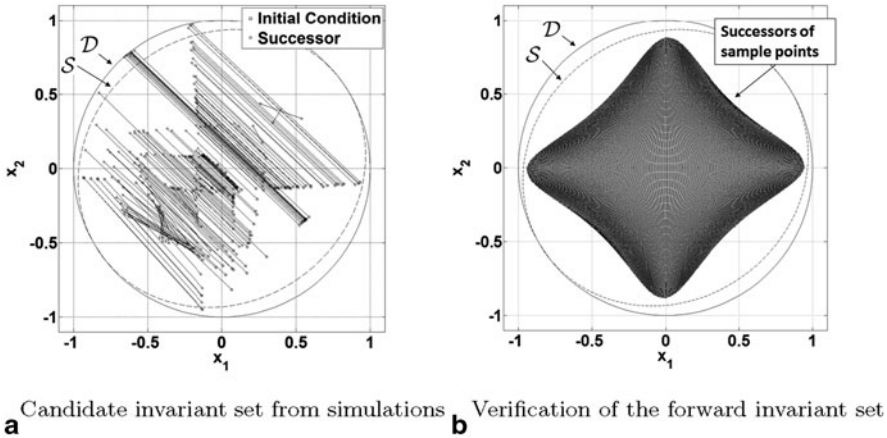 1
0.5
0
-0.5
-1
x2
-1
-0.5
0
0.5
1
x1
D
S
Initial Condition
Successor
a Candidate invariant set from simulations
1
0.5
0
-0.5
-1
x2
-1
-0.5
0
0.5
1
x1
D
S
Successors of
sample points
b Verification of the forward invariant set